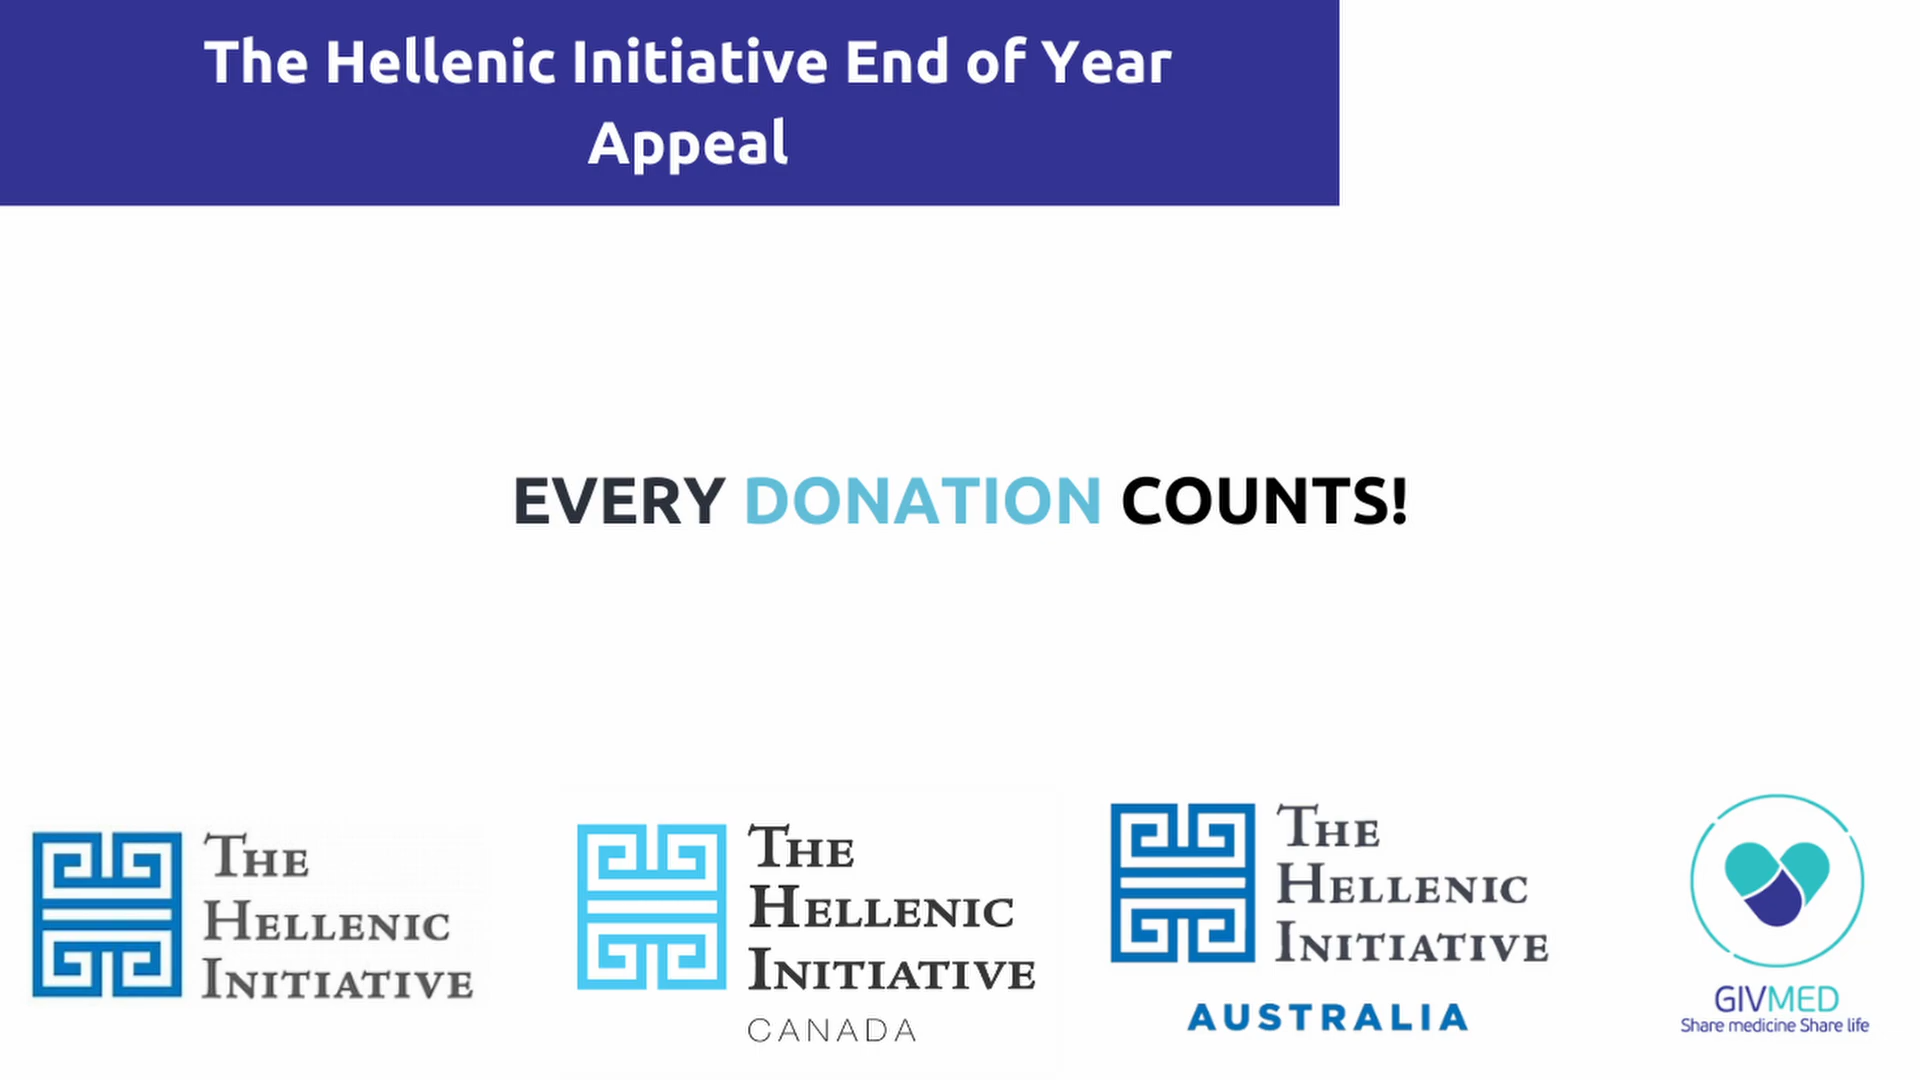 The Hellenic Initiative End of Year
Appeal
EVERY DONATION COUNTS!
THE
HELLENIC
INITIATIVE
THE
HELLENIC
INITIATIVE
CANADA
THE
HELLENIC
INITIATIVE
AUSTRALIA
GIVMED
Share medicine Share life